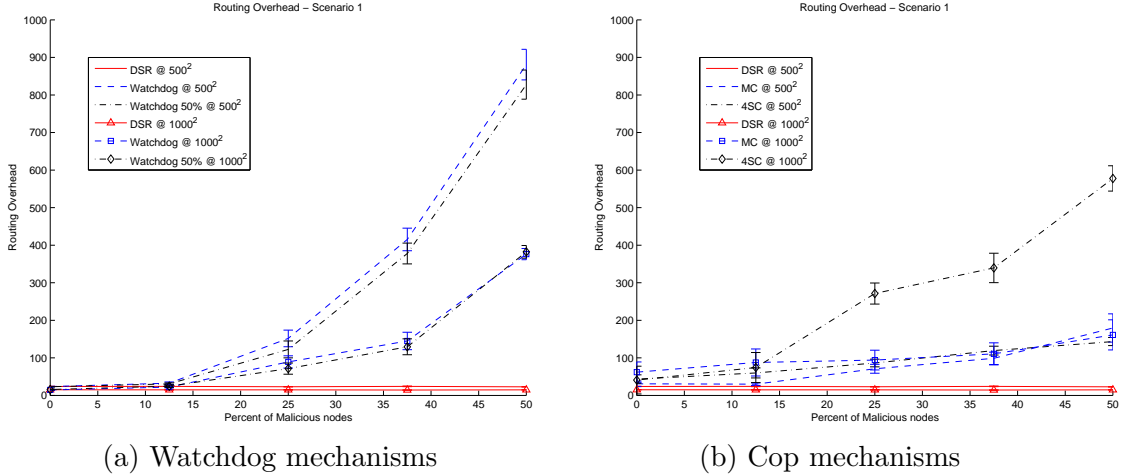 Routing Overhead – Scenario 1
1000
900
800
700
600
500
400
300
200
100
0
Routing Overhead
DSR @ 500²
Watchdog @ 500²
Watchdog 50% @ 500²
DSR @ 1000²
Watchdog @ 1000²
Watchdog 50% @ 1000²
0 5 10 15 20 25 30 35 40 45 50
Percent of Malicious nodes
(a) Watchdog mechanisms
Routing Overhead – Scenario 1
1000
900
800
700
600
500
400
300
200
100
0
Routing Overhead
DSR @ 500²
MC @ 500²
4SC @ 500²
DSR @ 1000²
MC @ 1000²
4SC @ 1000²
0 5 10 15 20 25 30 35 40 45 50
Percent of Malicious nodes
(b) Cop mechanisms